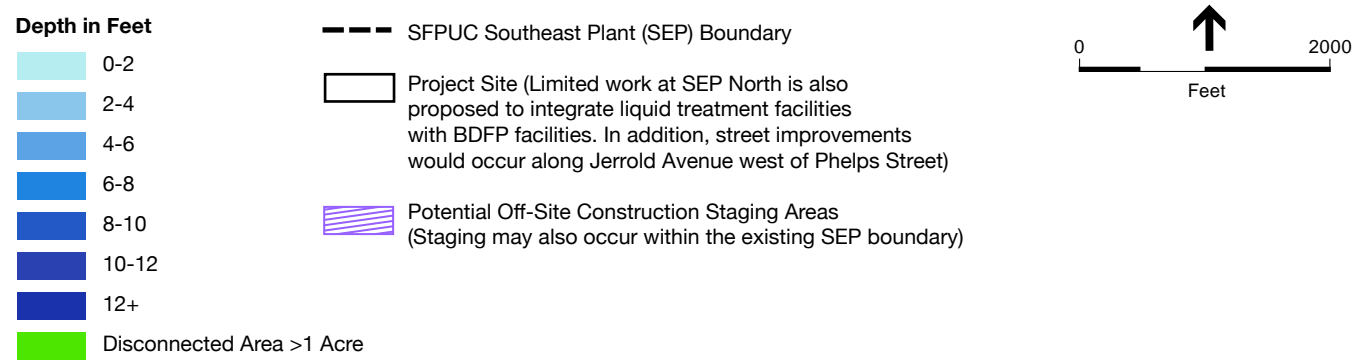 Depth in Feet
0-2
2-4
4-6
6-8
8-10
10-12
12+
Disconnected Area >1 Acre
SFPUC Southeast Plant (SEP) Boundary
Project Site (Limited work at SEP North is also
proposed to integrate liquid treatment facilities
with BDFP facilities. In addition, street improvements
would occur along Jerrold Avenue west of Phelps Street)
Potential Off-Site Construction Staging Areas
(Staging may also occur within the existing SEP boundary)
0 2000
Feet